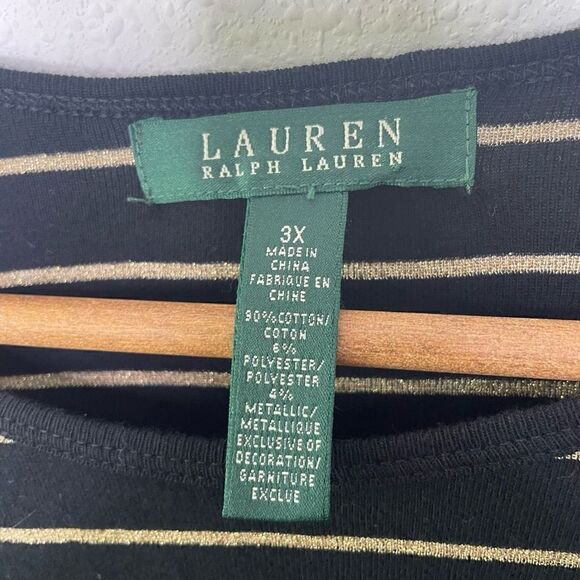 LAUREN
RALPH LAUREN
3X
MADE IN
CHINA
FABRIQUE EN
CHINE
90% COTTON/
COTON
6%
POLYESTER/
POLYESTER
4%
METALLIC/
METALLIQUE
EXCLUSIVE OF
DECORATION/
GARNITURE
EXCLUE